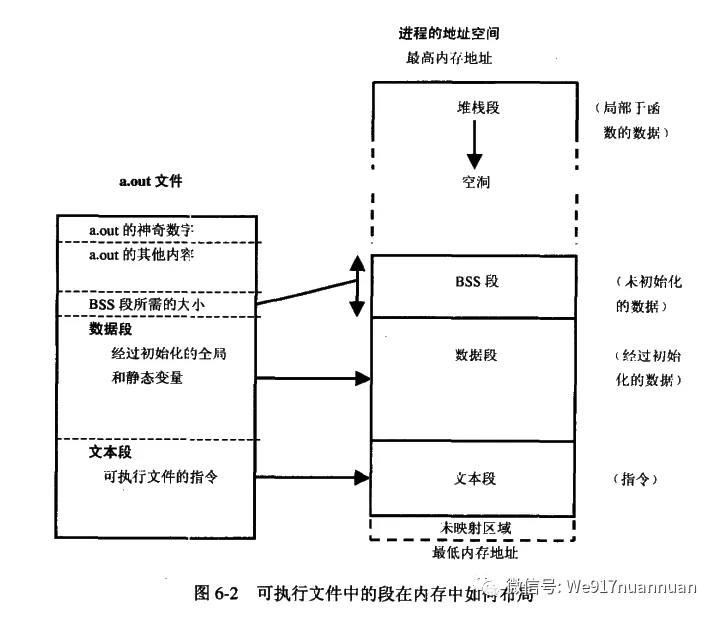 进程的地址空间
最高内存地址
堆栈段
(局部于函
数的数据)
空洞
a.out 文件
a.out 的神奇数字
a.out 的其他内容
BSS 段所需的大小
数据段
经过初始化的全局
和静态变量
文本段
可执行文件的指令
BSS 段
(未初始化
的数据)
数据段
(经过初始
化的数据)
文本段
(指令)
未映射区域
最低内存地址
图 6-2 可执行文件中的段在内存中如何布局
微信号: We917nuannuan